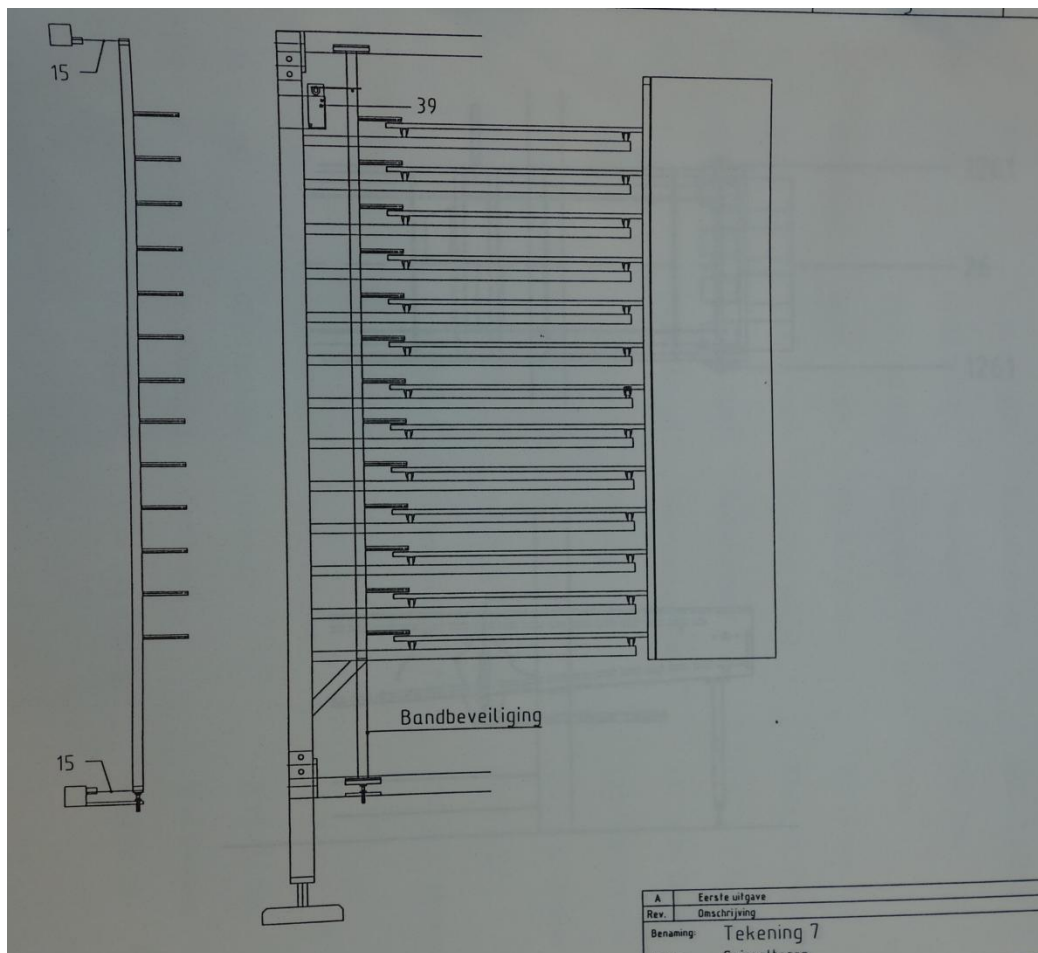 15
39
Bandbeveiliging
15
A Eerste uitgave
Rev. Omschrijving
Benaming: Tekening 7